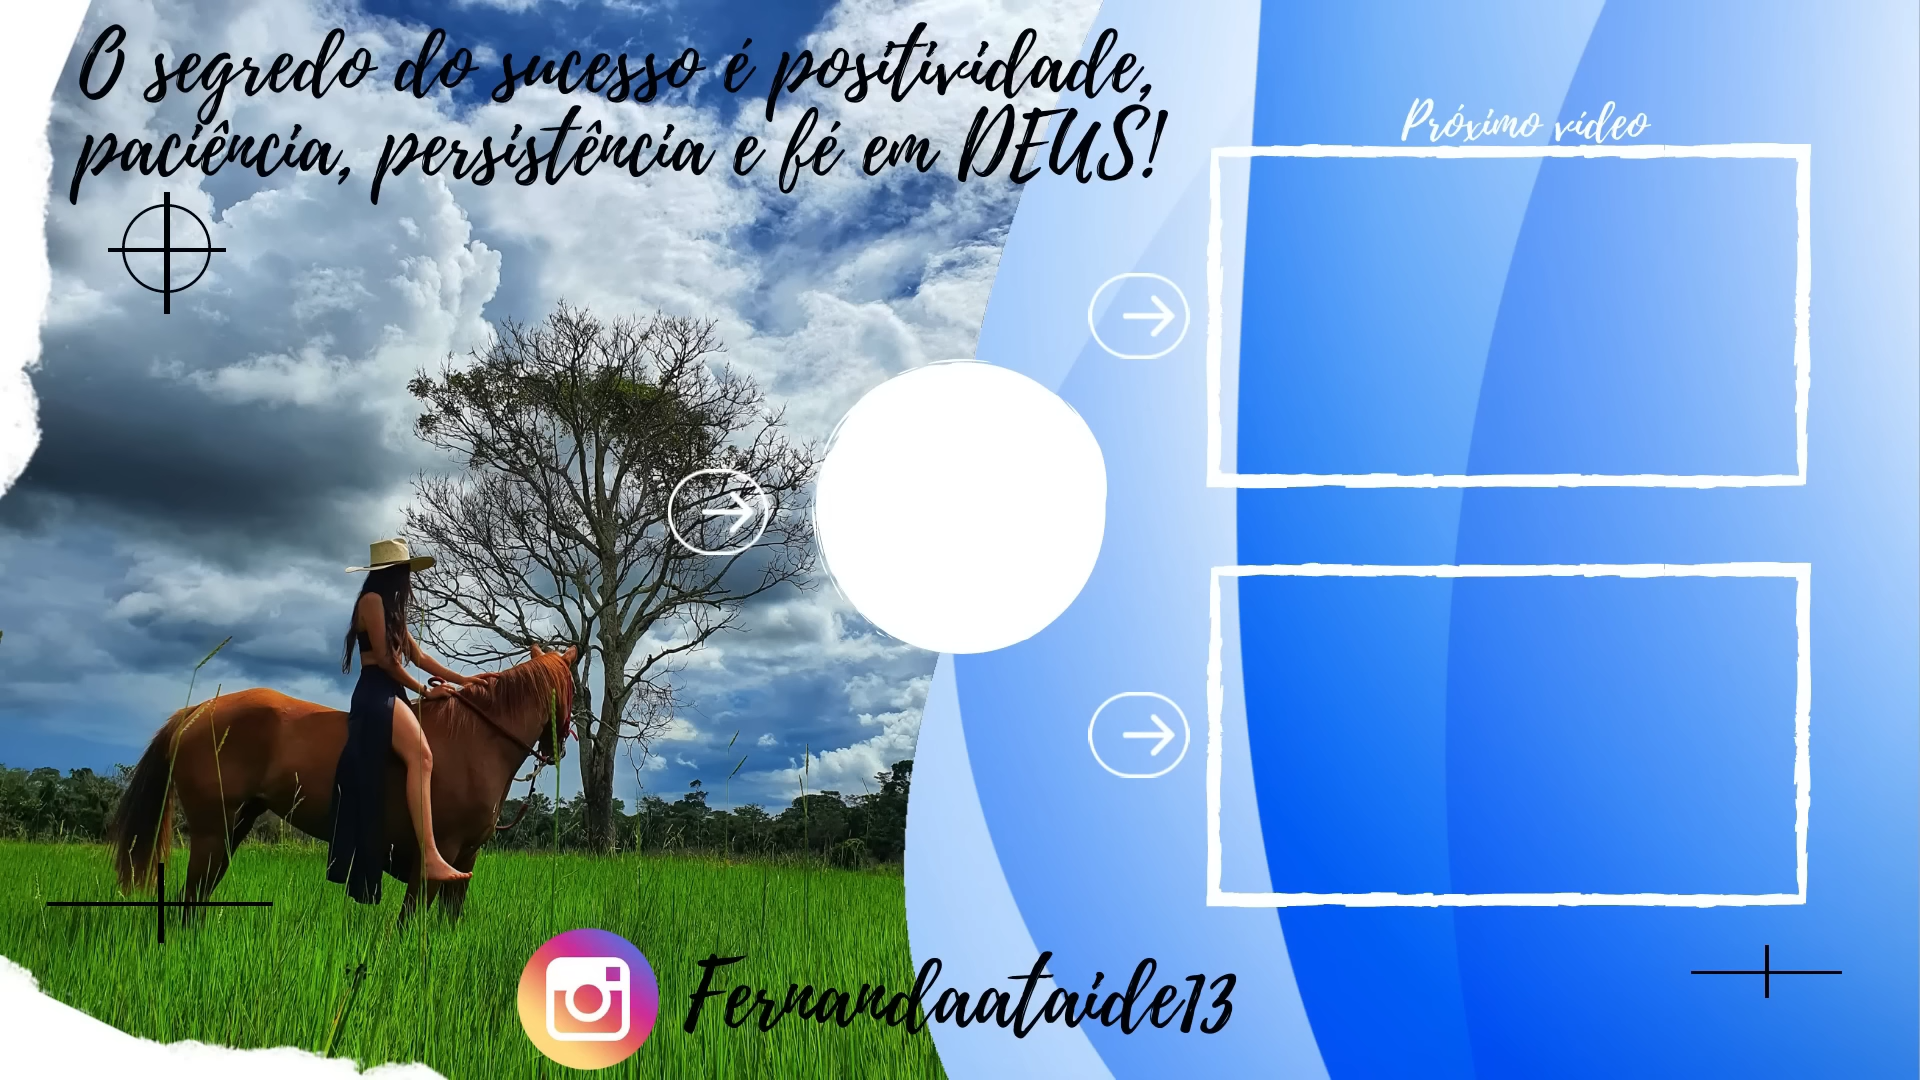 O segredo do sucesso é positividade,
paciência, persistência e fé em DEUS!
Próximo vídeo
Fernandaataide13